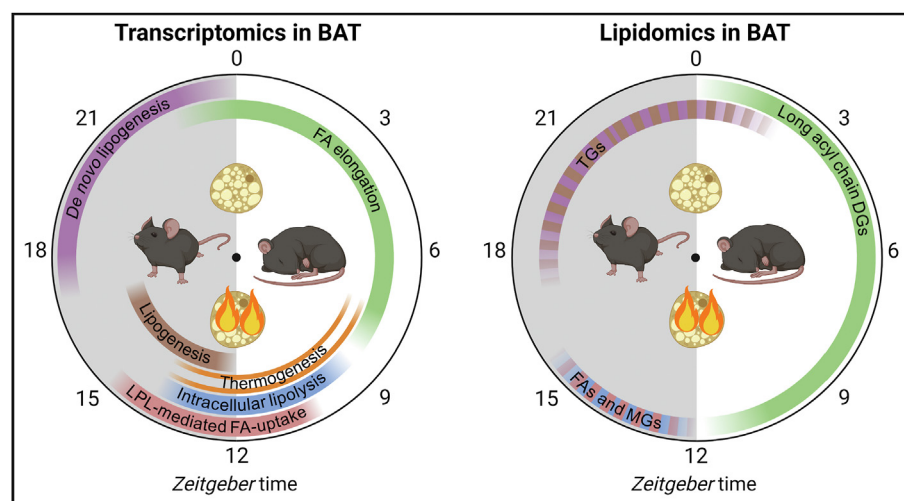 Transcriptomics in BAT
0
3
6
9
12
15
18
21
De novo lipogenesis
FA elongation
Lipogenesis
Thermogenesis
Intracellular lipolysis
LPL-mediated FA-uptake
Zeitgeber time
Lipidomics in BAT
0
3
6
9
12
15
18
21
TGs
Long acyl chain DGs
FAs and MGs
Zeitgeber time